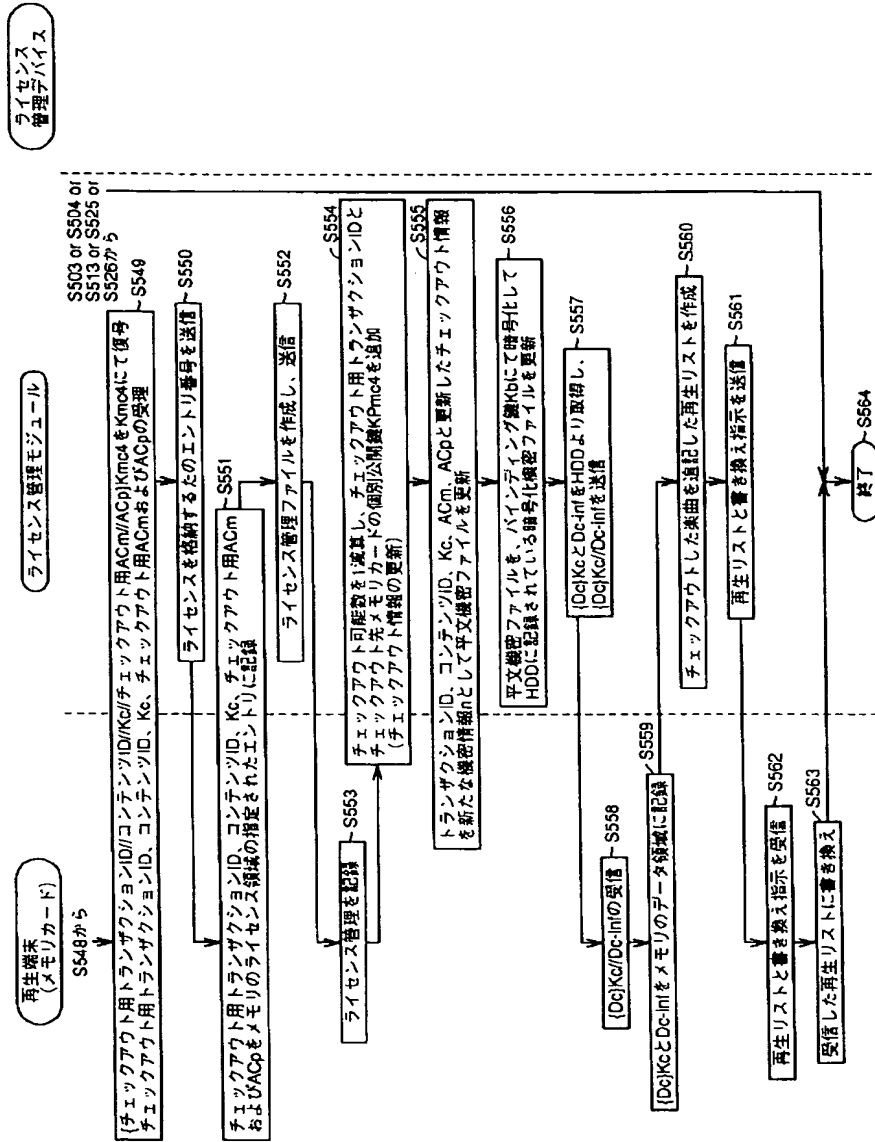 再生端末
(メモリカード)
ライセンス管理モジュール
ライセンス
管理デバイス
S548から
S503 or S504 or
S513 or S525 or
S526から
{チェックアウト用トランザクションID//コンテンツID//Kc//チェックアウト用ACm//ACp}Kmc4をKmc4にて復号
チェックアウト用トランザクションID、コンテンツID、Kc、チェックアウト用ACmおよびACpの受理
S549
ライセンスを格納するためのエントリ番号を送信
S550
チェックアウト用トランザクションID、コンテンツID、Kc、チェックアウト用ACm
およびACpをメモリのライセンス領域の指定されたエントリに記録
S551
ライセンス管理ファイルを作成し、送信
S552
ライセンス管理を記録
S553
チェックアウト可能数を1減算し、チェックアウト用トランザクションIDと
チェックアウト先メモリカードの個別公開鍵KPmc4を追加
(チェックアウト情報の更新)
S554
トランザクションID、コンテンツID、Kc、ACm、ACpと更新したチェックアウト情報
を新たな機密情報nとして平文機密ファイルを更新
S555
平文機密ファイルを、バインディング鍵Kbにて暗号化して
HDDに記録されている暗号化機密ファイルを更新
S556
{Dc}KcとDc-InfをHDDより取得し、
{Dc}Kc//Dc-Infを送信
S557
{Dc}Kc//Dc-Infの受信
S558
{Dc}KcとDc-Infをメモリのデータ領域に記録
S559
チェックアウトした楽曲を追記した再生リストを作成
S560
再生リストと書き換え指示を送信
S561
再生リストと書き換え指示を受信
S562
受信した再生リストに書き換え
S563
終了
S564